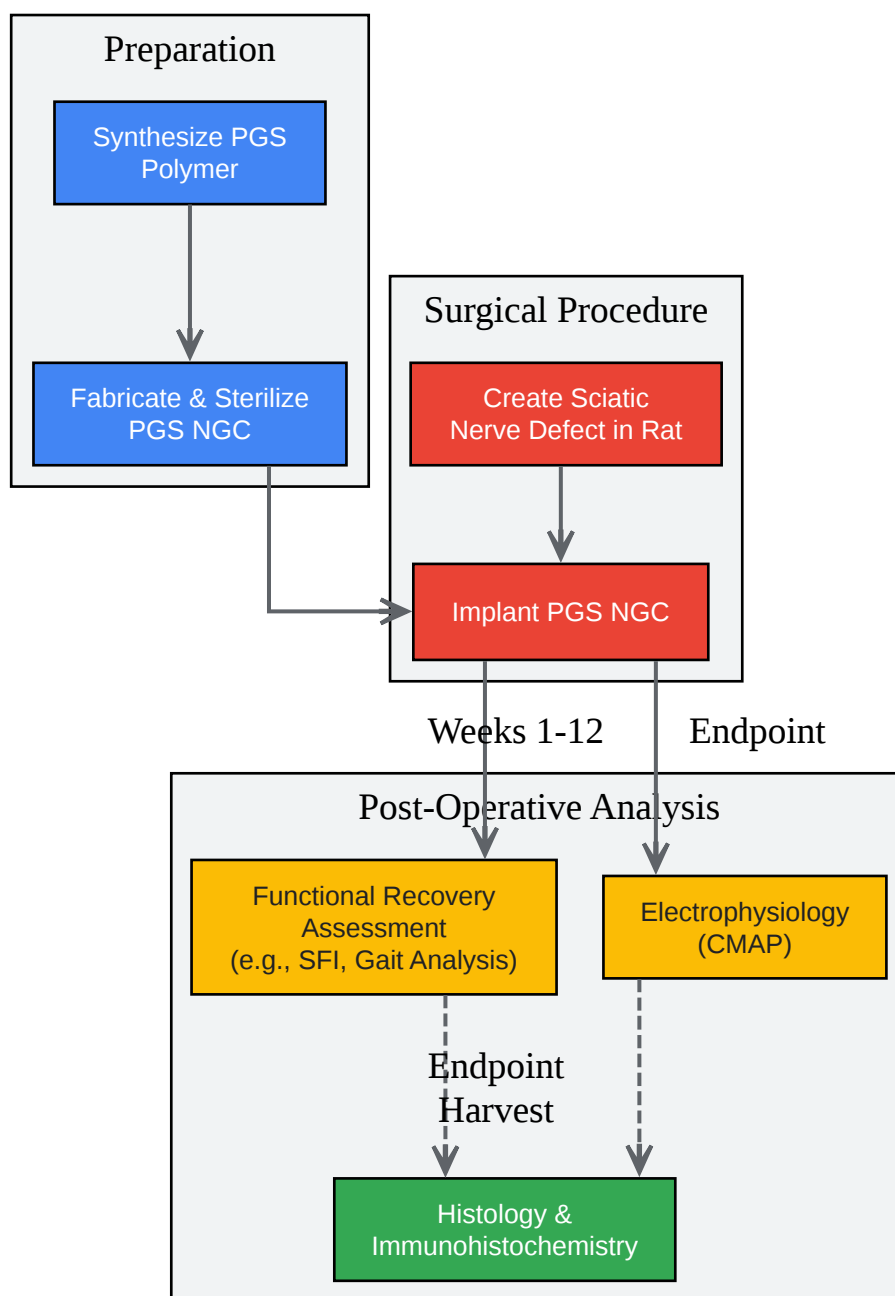 Preparation
Synthesize PGS
Polymer
Fabricate & Sterilize
PGS NGC
Surgical Procedure
Create Sciatic
Nerve Defect in Rat
Implant PGS NGC
Weeks 1-12
Endpoint
Post-Operative Analysis
Functional Recovery
Assessment
(e.g., SFI, Gait Analysis)
Electrophysiology
(CMAP)
Endpoint
Harvest
Histology &
Immunohistochemistry